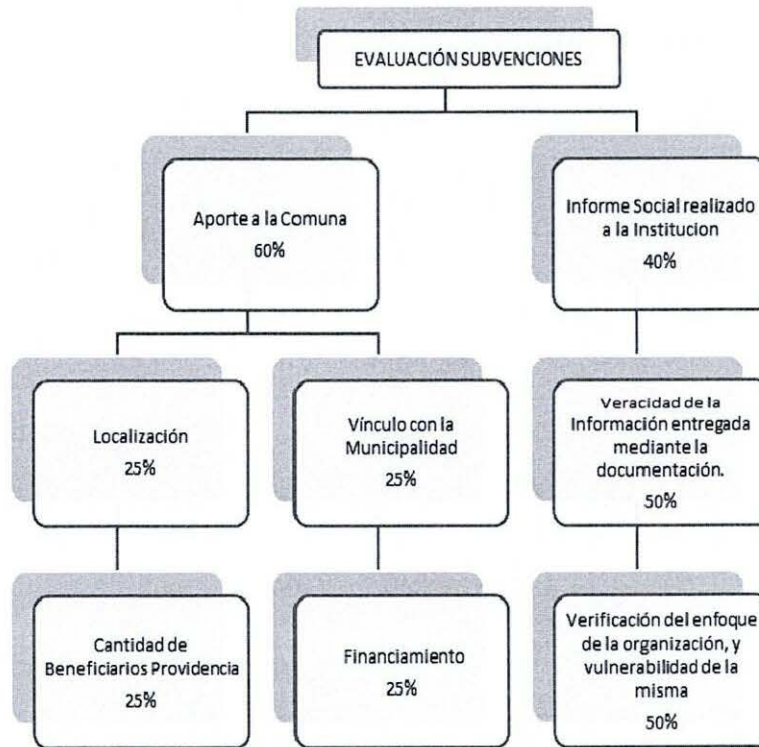 EVALUACIÓN SUBVENCIONES
Aporte a la Comuna
60%
Informe Social realizado
a la Institucion
40%
Localización
25%
Vínculo con la
Municipalidad
25%
Veracidad de la
Información entregada
mediante la
documentación.
50%
Cantidad de
Beneficiarios Providencia
25%
Financiamiento
25%
Verificación del enfoque
de la organización, y
vulnerabilidad de la
misma
50%